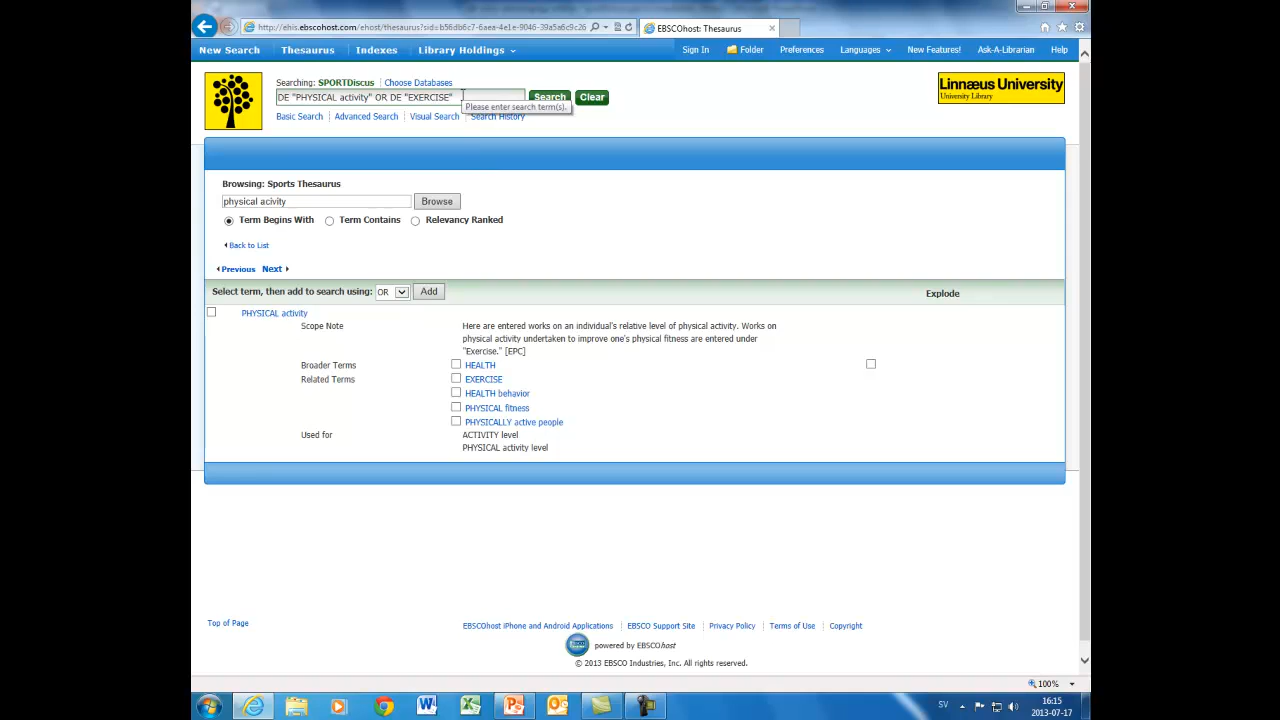 http://ehis.ebscohost.com/ehost/thesaurus?sid=b56db6c7-6aea-4e1e-9046-39a5a6c9c26
EBSCOhost: Thesaurus
New Search Thesaurus Indexes Library Holdings Sign In Folder Preferences Languages New Features! Ask-A-Librarian Help
Searching: SPORTDiscus Choose Databases
DE "PHYSICAL activity" OR DE "EXERCISE" Search Clear
Please enter search term(s).
Basic Search Advanced Search Visual Search Search History
Linnæus University
University Library
Browsing: Sports Thesaurus
physical acivity Browse
Term Begins With Term Contains Relevancy Ranked
Back to List
Previous Next
Select term, then add to search using: OR Add Explode
PHYSICAL activity
Scope Note Here are entered works on an individual's relative level of physical activity. Works on
physical activity undertaken to improve one's physical fitness are entered under
"Exercise." [EPC]
Broader Terms HEALTH
Related Terms EXERCISE
HEALTH behavior
PHYSICAL fitness
PHYSICALLY active people
Used for ACTIVITY level
PHYSICAL activity level
Top of Page EBSCOhost iPhone and Android Applications EBSCO Support Site Privacy Policy Terms of Use Copyright
powered by EBSCOhost
© 2013 EBSCO Industries, Inc. All rights reserved.
100%
SV 16:15
2013-07-17